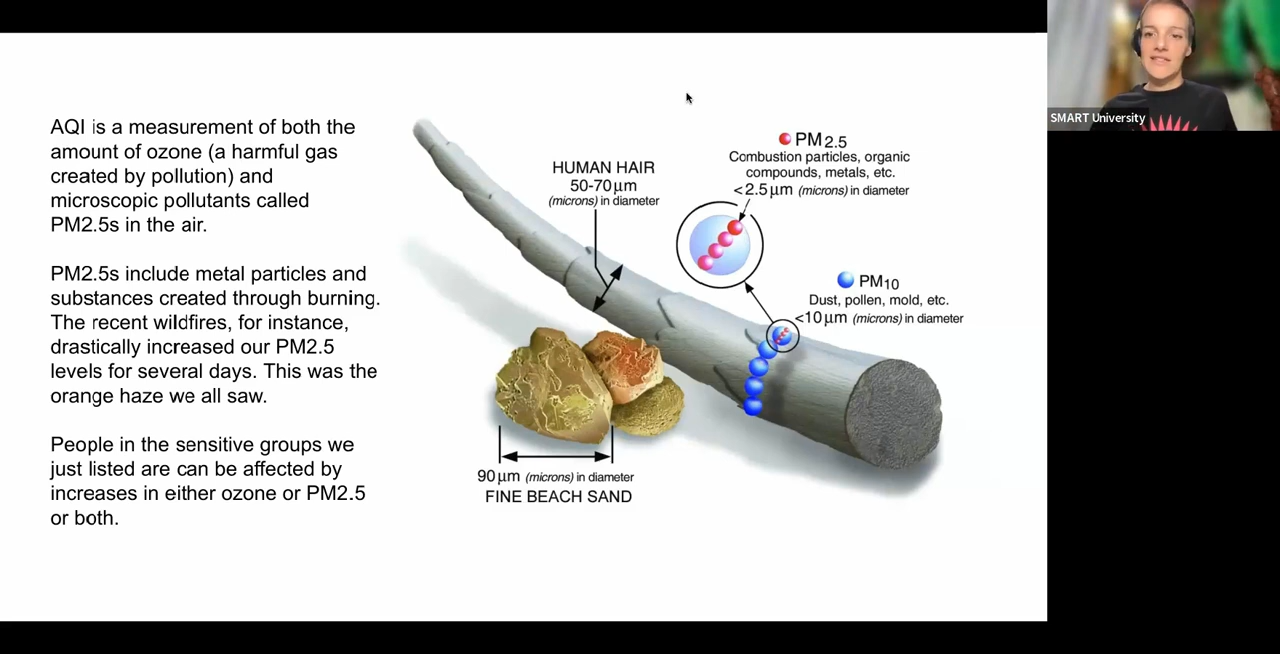 AQI is a measurement of both the
amount of ozone (a harmful gas
created by pollution) and
microscopic pollutants called
PM2.5s in the air.
PM2.5s include metal particles and
substances created through burning.
The recent wildfires, for instance,
drastically increased our PM2.5
levels for several days. This was the
orange haze we all saw.
People in the sensitive groups we
just listed are can be affected by
increases in either ozone or PM2.5
or both.
HUMAN HAIR
50-70µm
(microns) in diameter
PM2.5
Combustion particles, organic
compounds, metals, etc.
<2.5µm (microns) in diameter
PM10
Dust, pollen, mold, etc.
<10µm (microns) in diameter
90µm (microns) in diameter
FINE BEACH SAND
SMART University